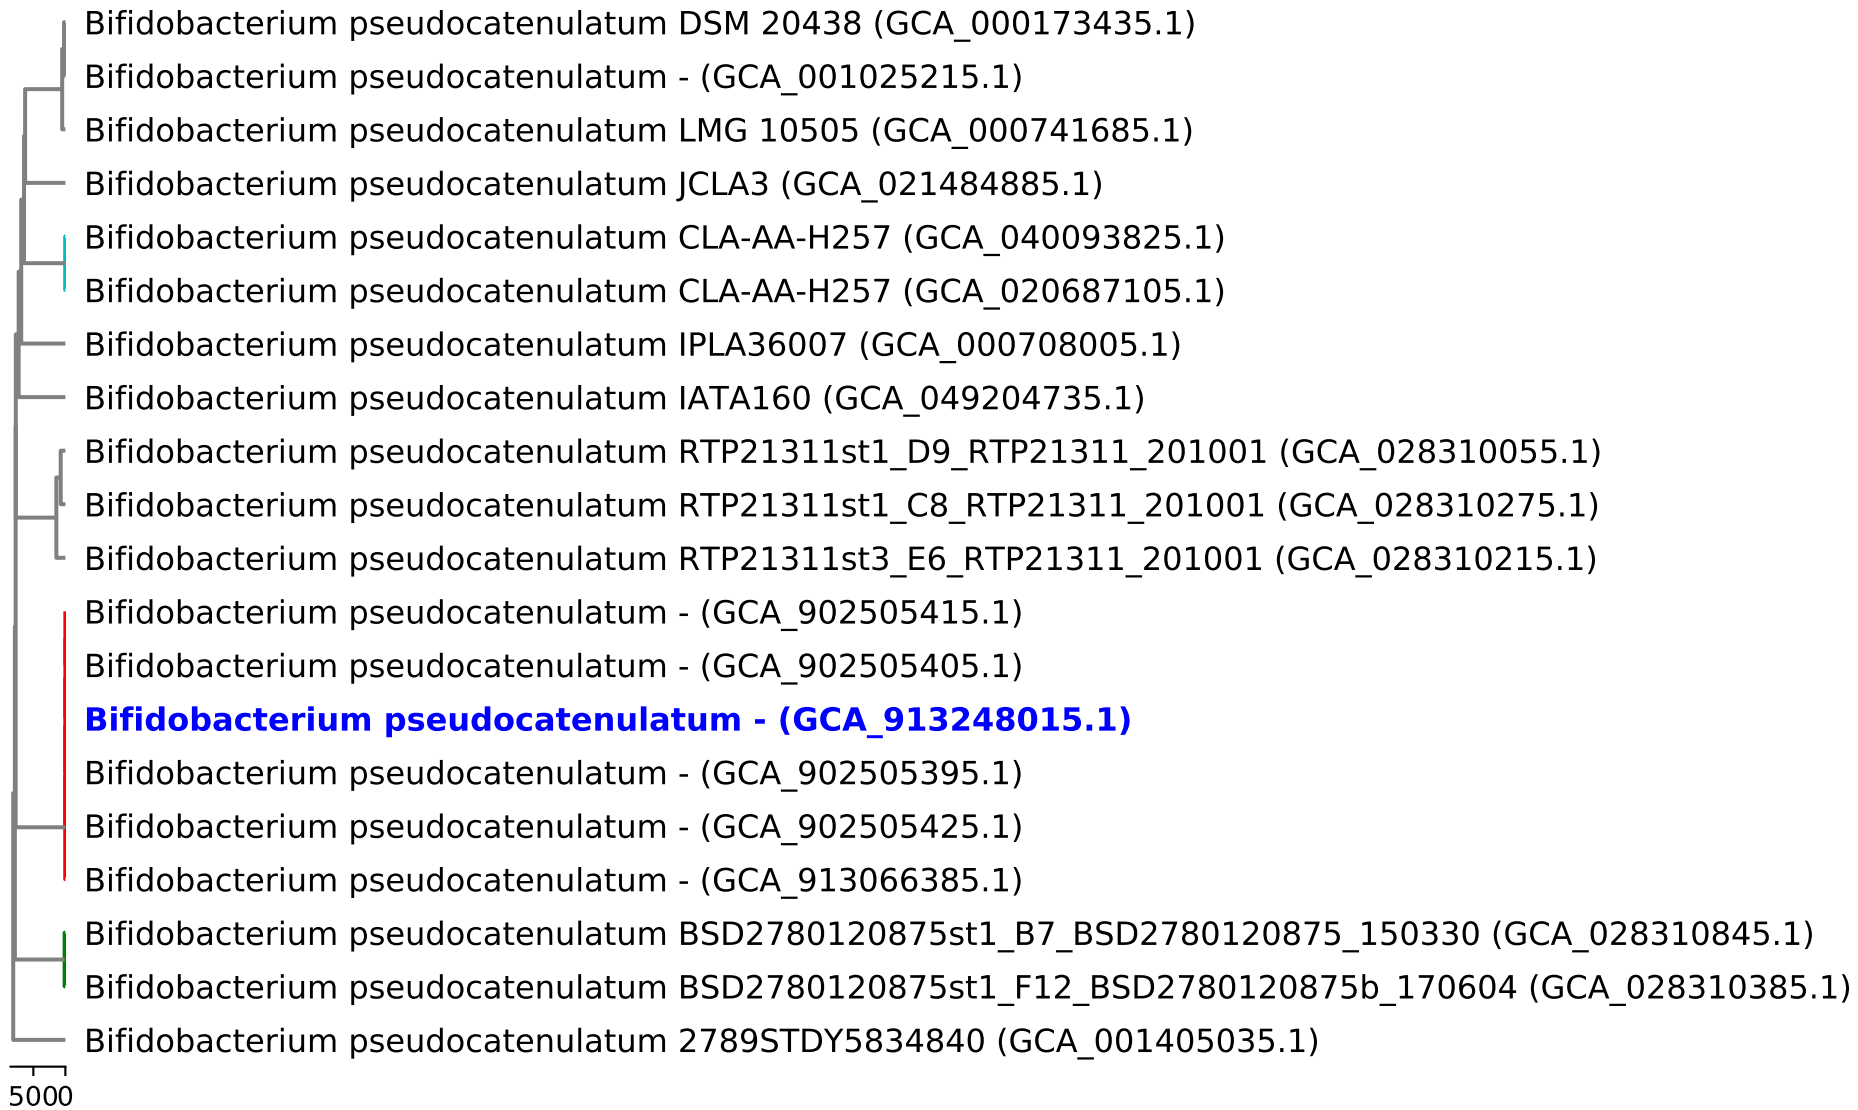 Bifidobacterium pseudocatenulatum DSM 20438 (GCA_000173435.1)
Bifidobacterium pseudocatenulatum - (GCA_001025215.1)
Bifidobacterium pseudocatenulatum LMG 10505 (GCA_000741685.1)
Bifidobacterium pseudocatenulatum JCLA3 (GCA_021484885.1)
Bifidobacterium pseudocatenulatum CLA-AA-H257 (GCA_040093825.1)
Bifidobacterium pseudocatenulatum CLA-AA-H257 (GCA_020687105.1)
Bifidobacterium pseudocatenulatum IPLA36007 (GCA_000708005.1)
Bifidobacterium pseudocatenulatum IATA160 (GCA_049204735.1)
Bifidobacterium pseudocatenulatum RTP21311st1_D9_RTP21311_201001 (GCA_028310055.1)
Bifidobacterium pseudocatenulatum RTP21311st1_C8_RTP21311_201001 (GCA_028310275.1)
Bifidobacterium pseudocatenulatum RTP21311st3_E6_RTP21311_201001 (GCA_028310215.1)
Bifidobacterium pseudocatenulatum - (GCA_902505415.1)
Bifidobacterium pseudocatenulatum - (GCA_902505405.1)
Bifidobacterium pseudocatenulatum - (GCA_913248015.1)
Bifidobacterium pseudocatenulatum - (GCA_902505395.1)
Bifidobacterium pseudocatenulatum - (GCA_902505425.1)
Bifidobacterium pseudocatenulatum - (GCA_913066385.1)
Bifidobacterium pseudocatenulatum BSD2780120875st1_B7_BSD2780120875_150330 (GCA_028310845.1)
Bifidobacterium pseudocatenulatum BSD2780120875st1_F12_BSD2780120875b_170604 (GCA_028310385.1)
Bifidobacterium pseudocatenulatum 2789STDY5834840 (GCA_001405035.1)
500 0